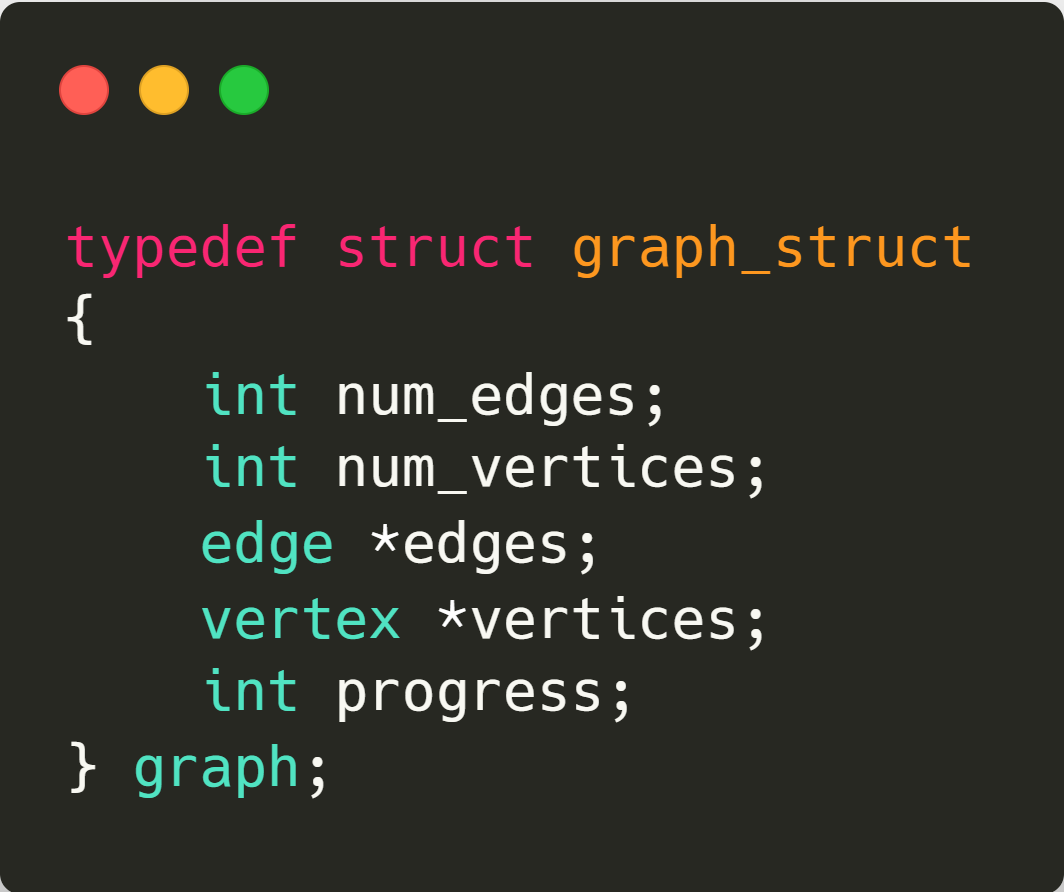 typedef struct graph_struct
{
    int num_edges;
    int num_vertices;
    edge *edges;
    vertex *vertices;
    int progress;
} graph;